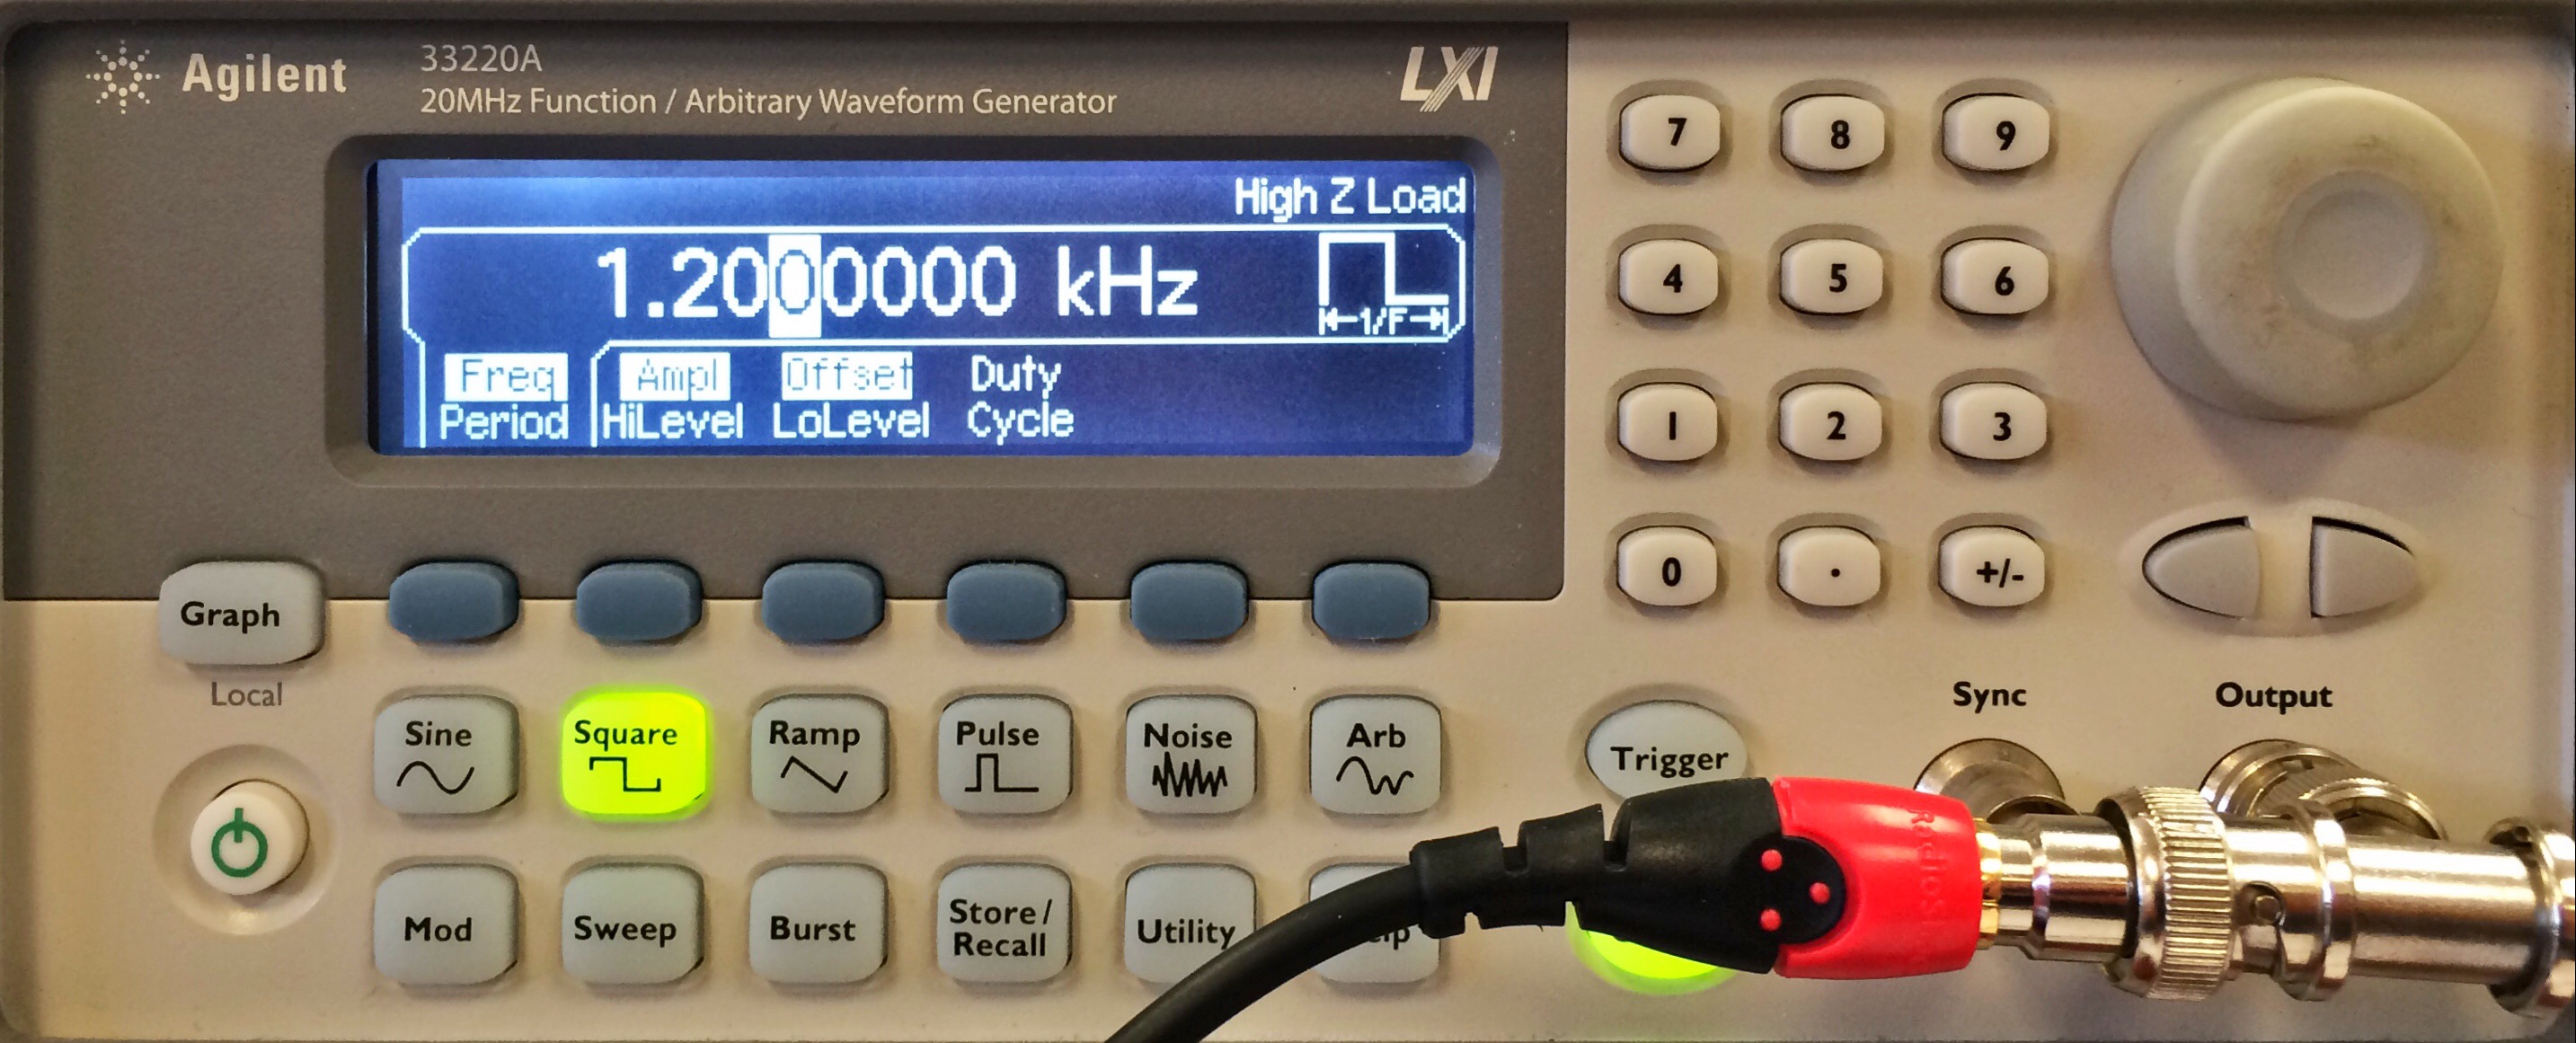 Agilent
33220A
20MHz Function / Arbitrary Waveform Generator
LXI
High Z Load
1.2000000 kHz
1/F
Freq Ampl Offset Duty
Period HiLevel LoLevel Cycle
7 8 9
4 5 6
1 2 3
0 . +/-
Graph
Local
Sync Output
Sine Square Ramp Pulse Noise Arb
Trigger
Mod Sweep Burst Store/ Recall Utility